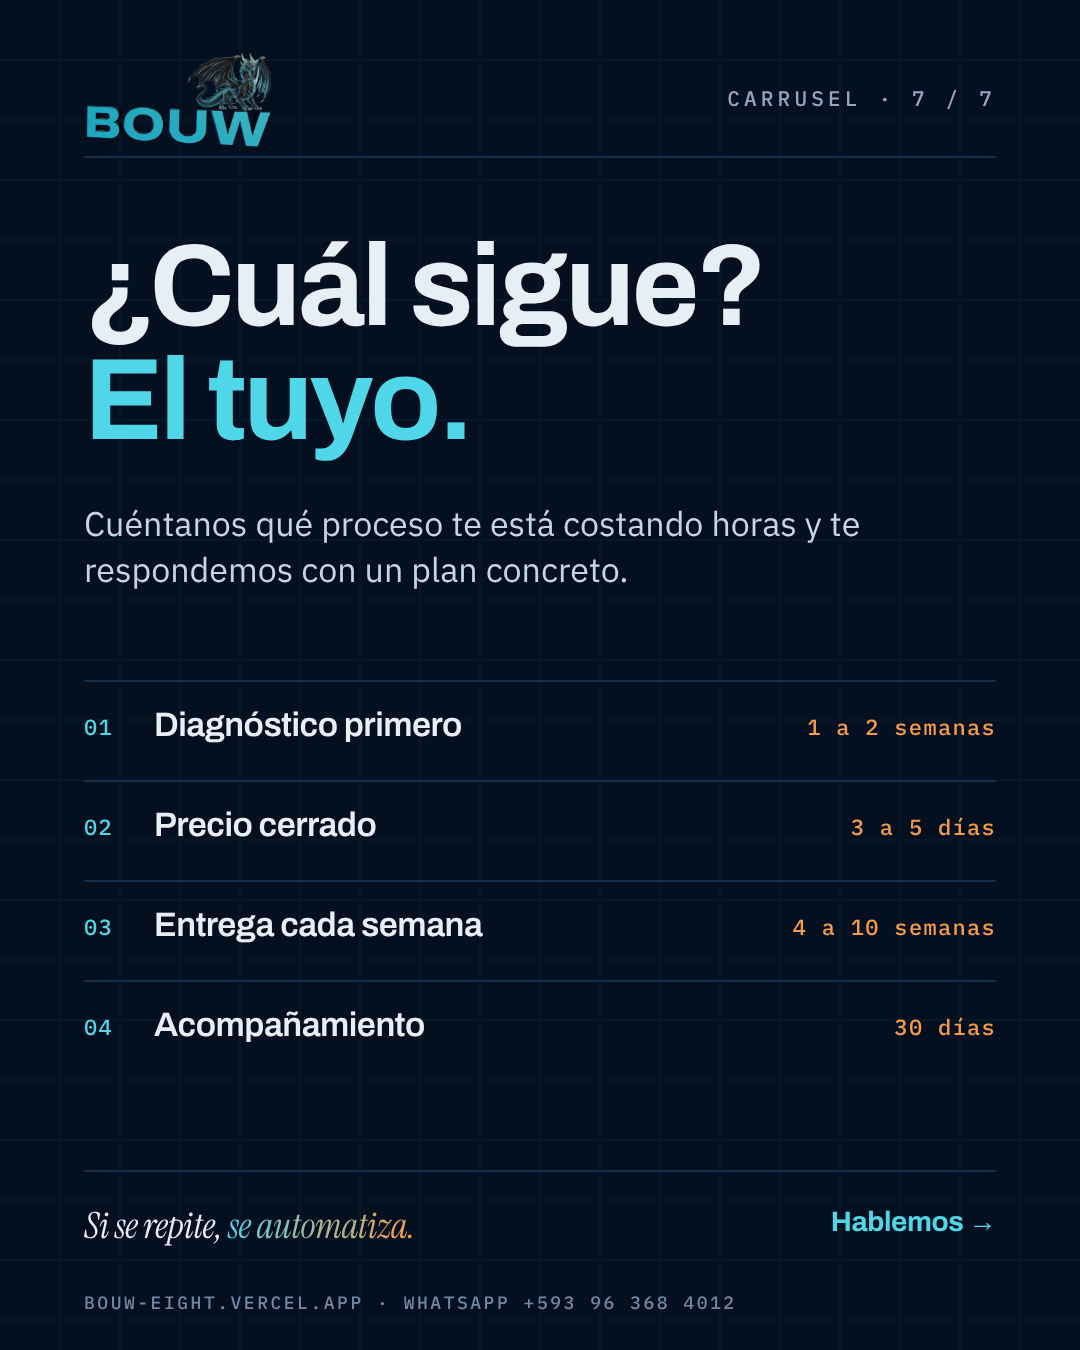 BOUW
CARRUSEL · 7 / 7
¿Cuál sigue?
El tuyo.
Cuéntanos qué proceso te está costando horas y te
respondemos con un plan concreto.
01 Diagnóstico primero 1 a 2 semanas
02 Precio cerrado 3 a 5 días
03 Entrega cada semana 4 a 10 semanas
04 Acompañamiento 30 días
Si se repite, se automatiza.
Hablemos →
BOUW-EIGHT.VERCEL.APP · WHATSAPP +593 96 368 4012